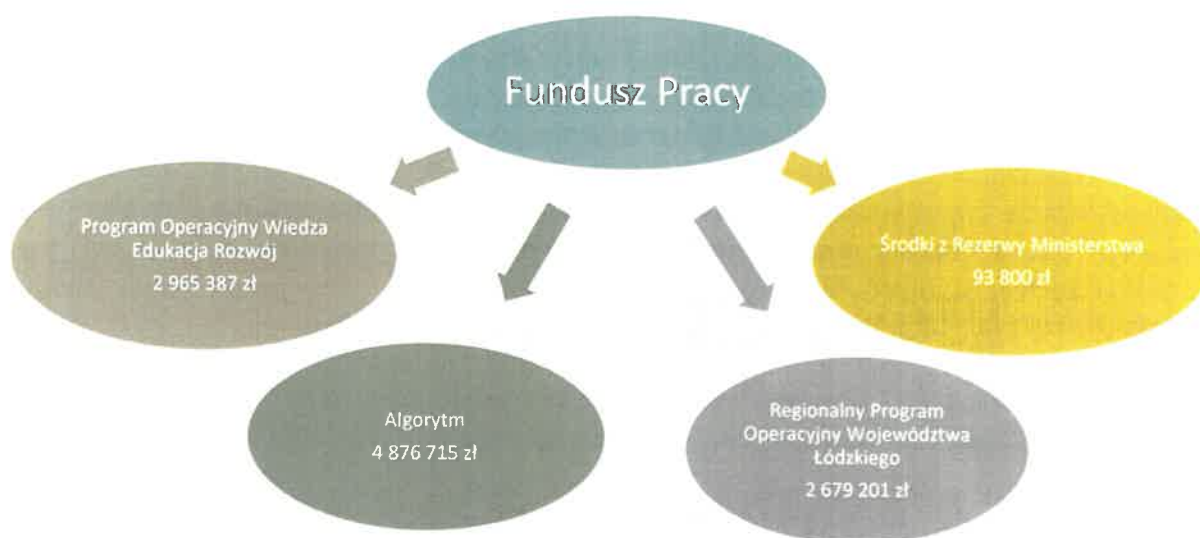 Fundusz Pracy
Program Operacyjny Wiedza
Edukacja Rozwój
2 965 387 zł
Środki z Rezerwy Ministerstwa
93 800 zł
Algorytm
4 876 715 zł
Regionalny Program
Operacyjny Województwa
Łódzkiego
2 679 201 zł